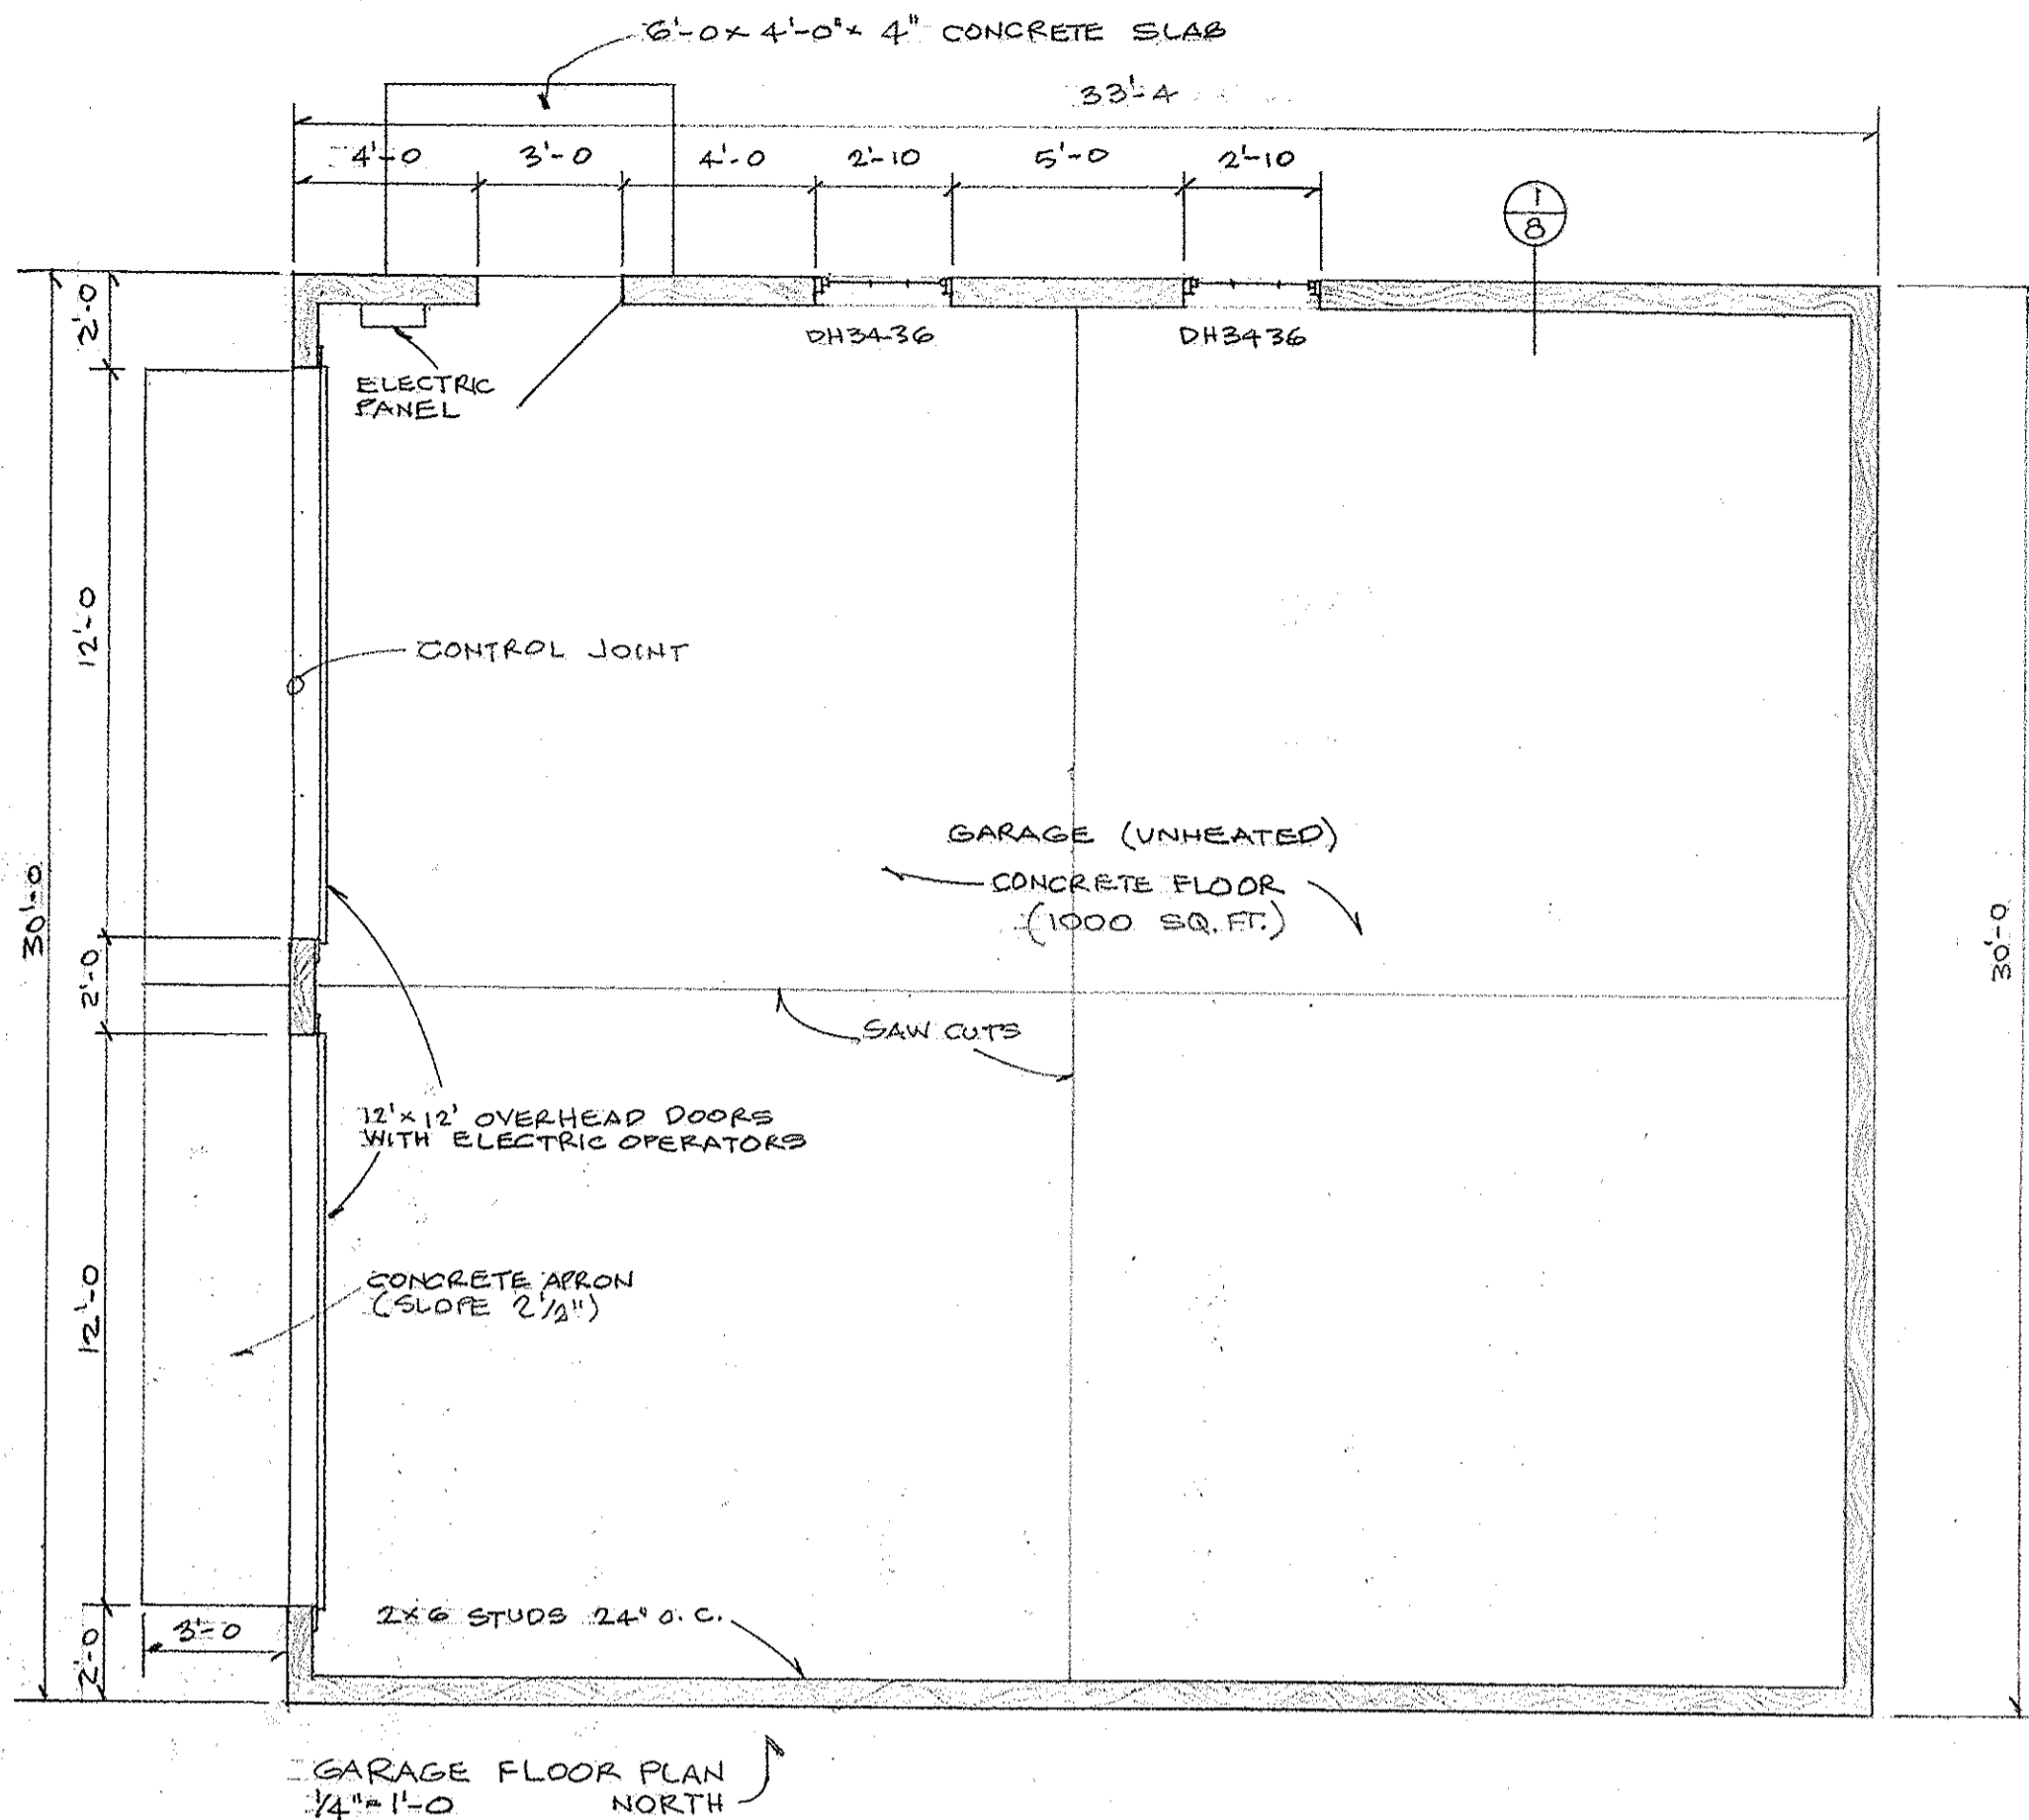 6'-0 x 4'-0" x 4" CONCRETE SLAB
33'-4
4'-0
3'-0
4'-0
2'-10
5'-0
2'-10
1
8
2'-0
DH3436
DH3436
ELECTRIC
PANEL
12'-0
CONTROL JOINT
GARAGE (UNHEATED)
CONCRETE FLOOR
(1000 SQ. FT.)
30'-0
2'-0
30'-0
SAW CUTS
12' x 12' OVERHEAD DOORS
WITH ELECTRIC OPERATORS
12'-0
CONCRETE APRON
(SLOPE 2 1/2")
2x6 STUDS 24" O.C.
3'-0
2'-0
GARAGE FLOOR PLAN
1/4" = 1'-0
NORTH